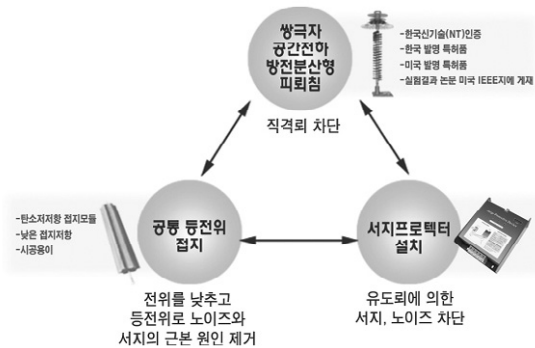 쌍극자
공간전하
방전분산형
피뢰침
-한국신기술(NT)인증
-한국 발명 특허품
-미국 발명 특허품
-실험결과 논문 미국 IEEE지에 게재
직격뢰 차단
-탄소저저항 접지모듈
-낮은 접지저항
-시공용이
공통 등전위
접지
서지프로텍터
설치
전위를 낮추고
등전위로 노이즈와
서지의 근본 원인 제거
유도뢰에 의한
서지, 노이즈 차단